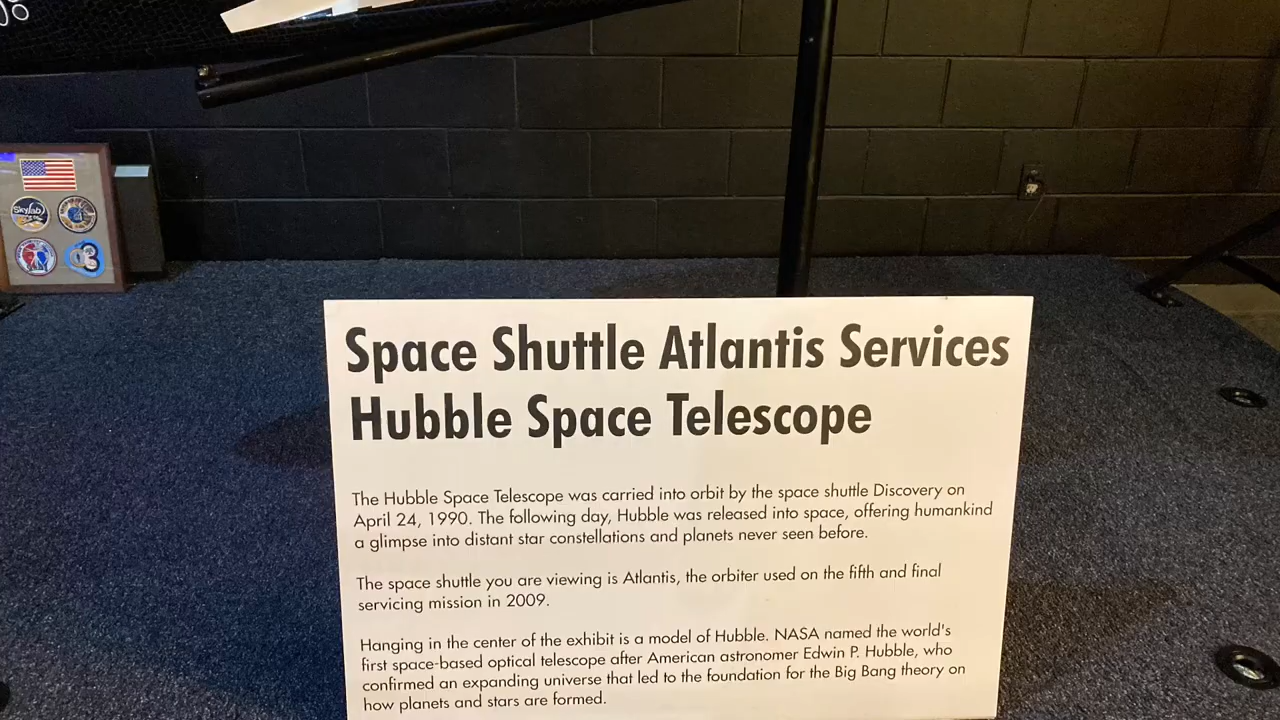 Skylab
Space Shuttle Atlantis Services
Hubble Space Telescope
The Hubble Space Telescope was carried into orbit by the space shuttle Discovery on
April 24, 1990. The following day, Hubble was released into space, offering humankind
a glimpse into distant star constellations and planets never seen before.
The space shuttle you are viewing is Atlantis, the orbiter used on the fifth and final
servicing mission in 2009.
Hanging in the center of the exhibit is a model of Hubble. NASA named the world's
first space-based optical telescope after American astronomer Edwin P. Hubble, who
confirmed an expanding universe that led to the foundation for the Big Bang theory on
how planets and stars are formed.